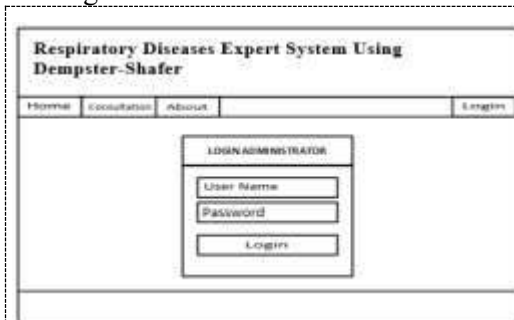 Respiratory Diseases Expert System Using
Dempster-Shafer
Home Consultation About Login
LOGIN ADMINISTRATOR
User Name
Password
Login